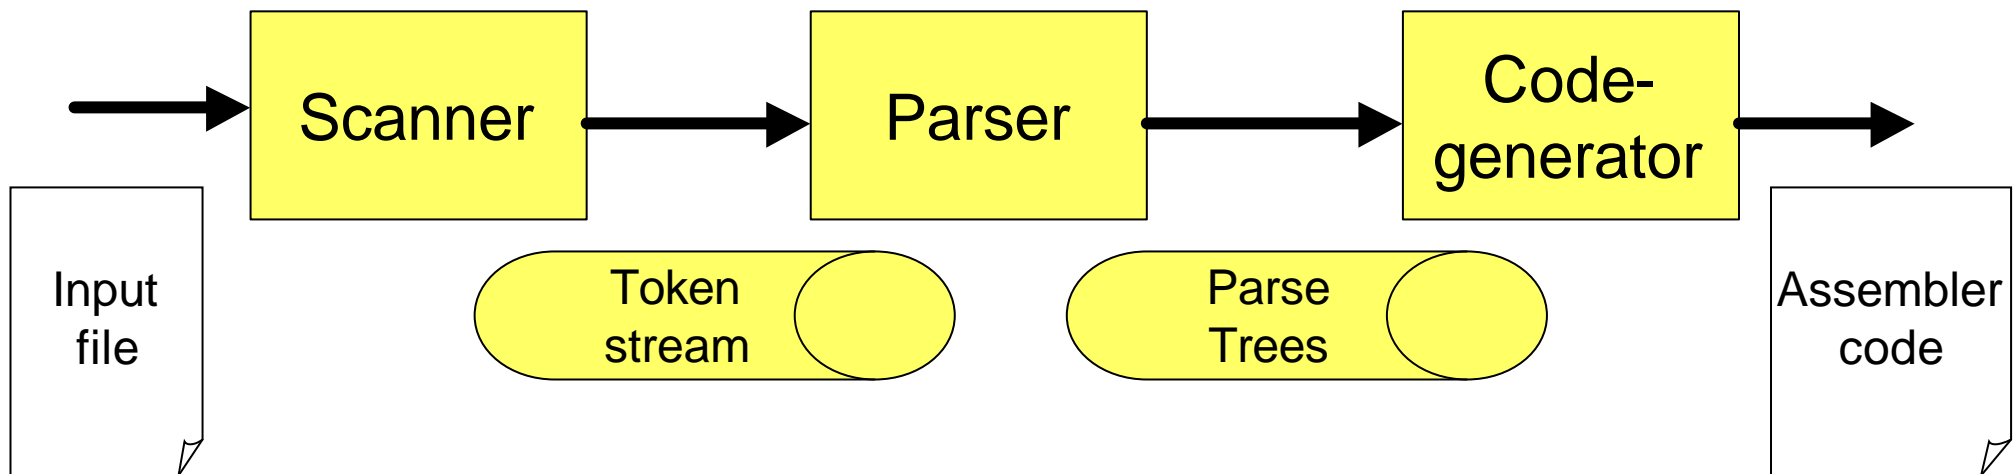 Scanner
Parser
Code-
generator
Input
file
Token
stream
Parse
Trees
Assembler
code